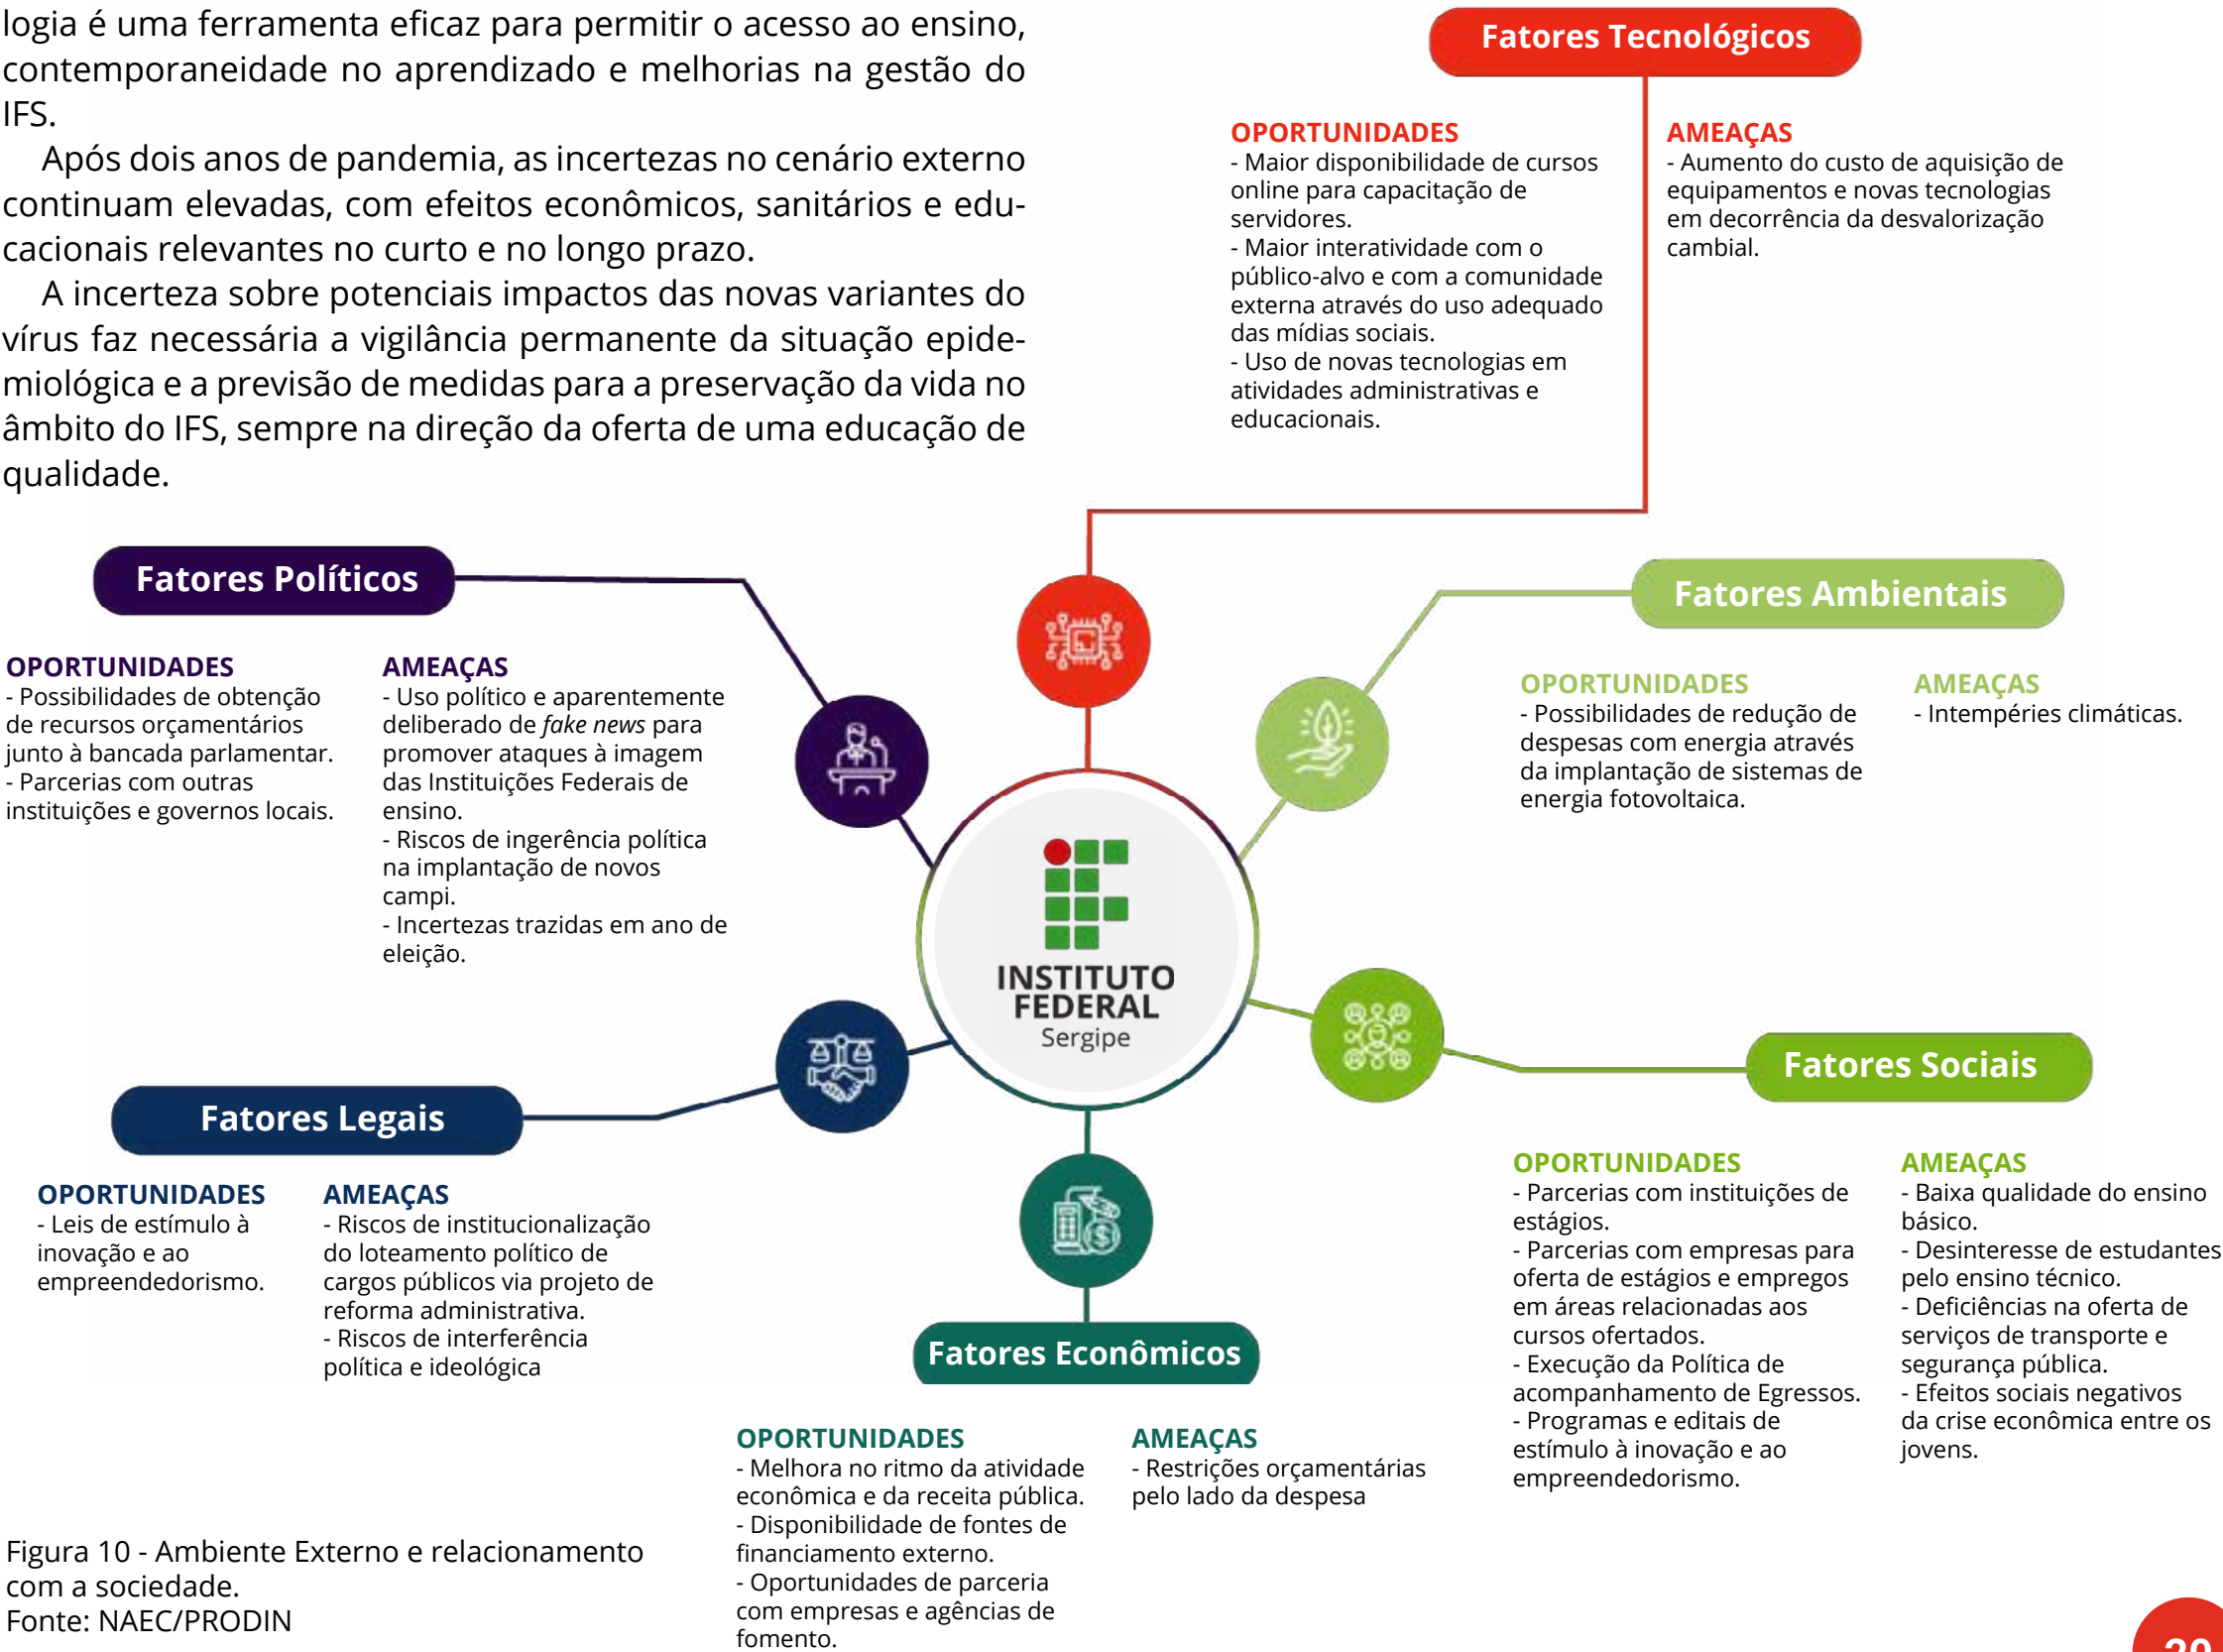 logia é uma ferramenta eficaz para permitir o acesso ao ensino,
contemporaneidade no aprendizado e melhorias na gestão do
IFS.
Após dois anos de pandemia, as incertezas no cenário externo
continuam elevadas, com efeitos econômicos, sanitários e edu-
cacionais relevantes no curto e no longo prazo.
A incerteza sobre potenciais impactos das novas variantes do
vírus faz necessária a vigilância permanente da situação epide-
miológica e a previsão de medidas para a preservação da vida no
âmbito do IFS, sempre na direção da oferta de uma educação de
qualidade.
Fatores Tecnológicos
OPORTUNIDADES
- Maior disponibilidade de cursos
online para capacitação de
servidores.
- Maior interatividade com o
público-alvo e com a comunidade
externa através do uso adequado
das mídias sociais.
- Uso de novas tecnologias em
atividades administrativas e
educacionais.
AMEAÇAS
- Aumento do custo de aquisição de
equipamentos e novas tecnologias
em decorrência da desvalorização
cambial.
Fatores Políticos
OPORTUNIDADES
- Possibilidades de obtenção
de recursos orçamentários
junto à bancada parlamentar.
- Parcerias com outras
instituições e governos locais.
AMEAÇAS
- Uso político e aparentemente
deliberado de fake news para
promover ataques à imagem
das Instituições Federais de
ensino.
- Riscos de ingerência política
na implantação de novos
campi.
- Incertezas trazidas em ano de
eleição.
Fatores Ambientais
OPORTUNIDADES
- Possibilidades de redução de
despesas com energia através
da implantação de sistemas de
energia fotovoltaica.
AMEAÇAS
- Intempéries climáticas.
INSTITUTO
FEDERAL
Sergipe
Fatores Legais
OPORTUNIDADES
- Leis de estímulo à
inovação e ao
empreendedorismo.
AMEAÇAS
- Riscos de institucionalização
do loteamento político de
cargos públicos via projeto de
reforma administrativa.
- Riscos de interferência
política e ideológica
Fatores Sociais
OPORTUNIDADES
- Parcerias com instituições de
estágios.
- Parcerias com empresas para
oferta de estágios e empregos
em áreas relacionadas aos
cursos ofertados.
- Execução da Política de
acompanhamento de Egressos.
- Programas e editais de
estímulo à inovação e ao
empreendedorismo.
AMEAÇAS
- Baixa qualidade do ensino
básico.
- Desinteresse de estudantes
pelo ensino técnico.
- Deficiências na oferta de
serviços de transporte e
segurança pública.
- Efeitos sociais negativos
da crise econômica entre os
jovens.
Fatores Econômicos
OPORTUNIDADES
- Melhora no ritmo da atividade
econômica e da receita pública.
- Disponibilidade de fontes de
financiamento externo.
- Oportunidades de parceria
com empresas e agências de
fomento.
AMEAÇAS
- Restrições orçamentárias
pelo lado da despesa
Figura 10 - Ambiente Externo e relacionamento
com a sociedade.
Fonte: NAEC/PRODIN